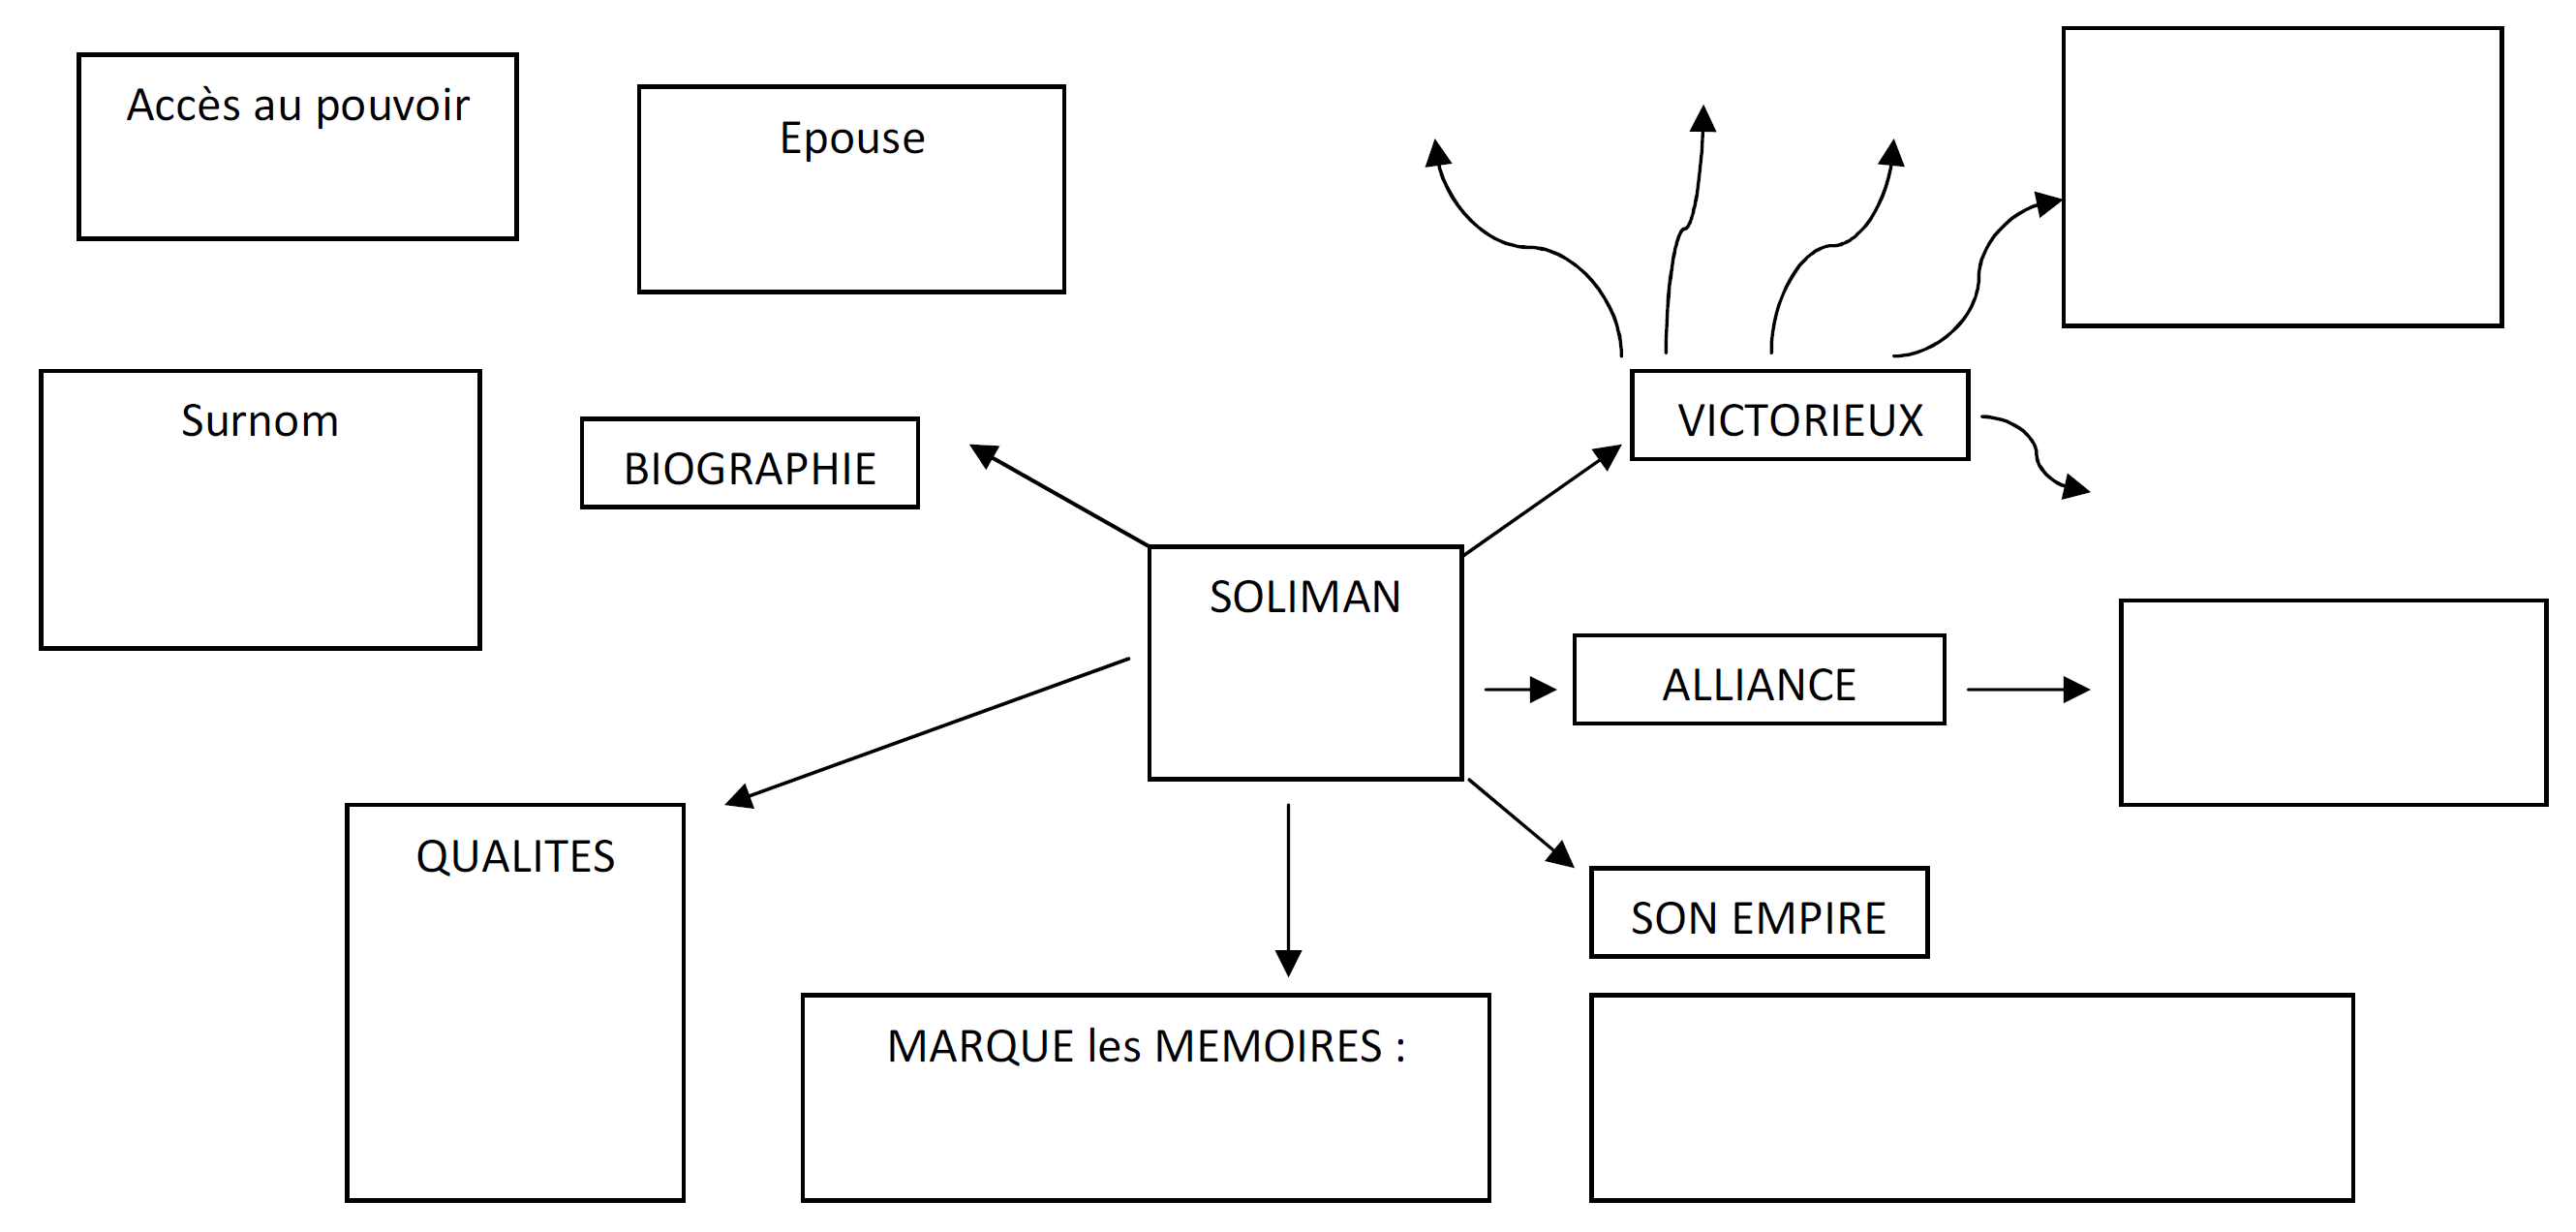 Accès au pouvoir
Epouse
Surnom
BIOGRAPHIE
VICTORIEUX
SOLIMAN
ALLIANCE
QUALITES
SON EMPIRE
MARQUE les MEMOIRES :